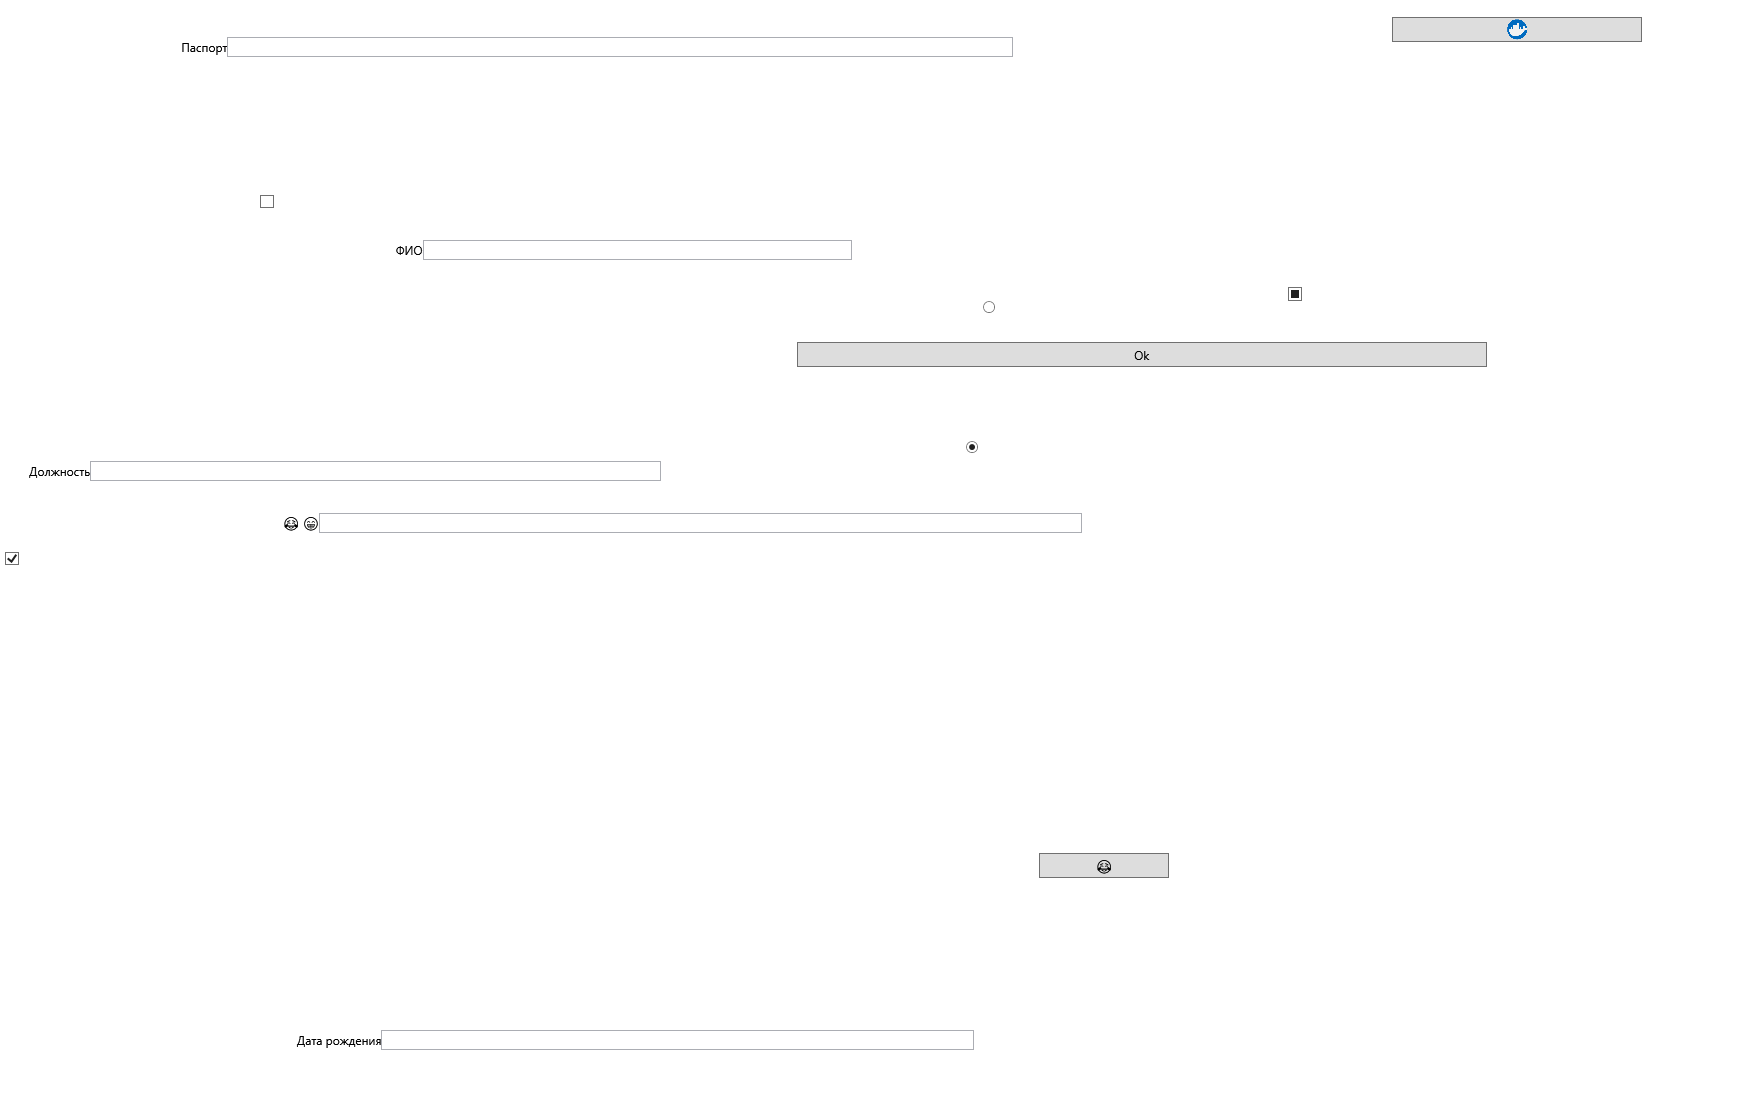 Паспорт
ФИО
Ok
Должность
😂 😁
😂
Дата рождения